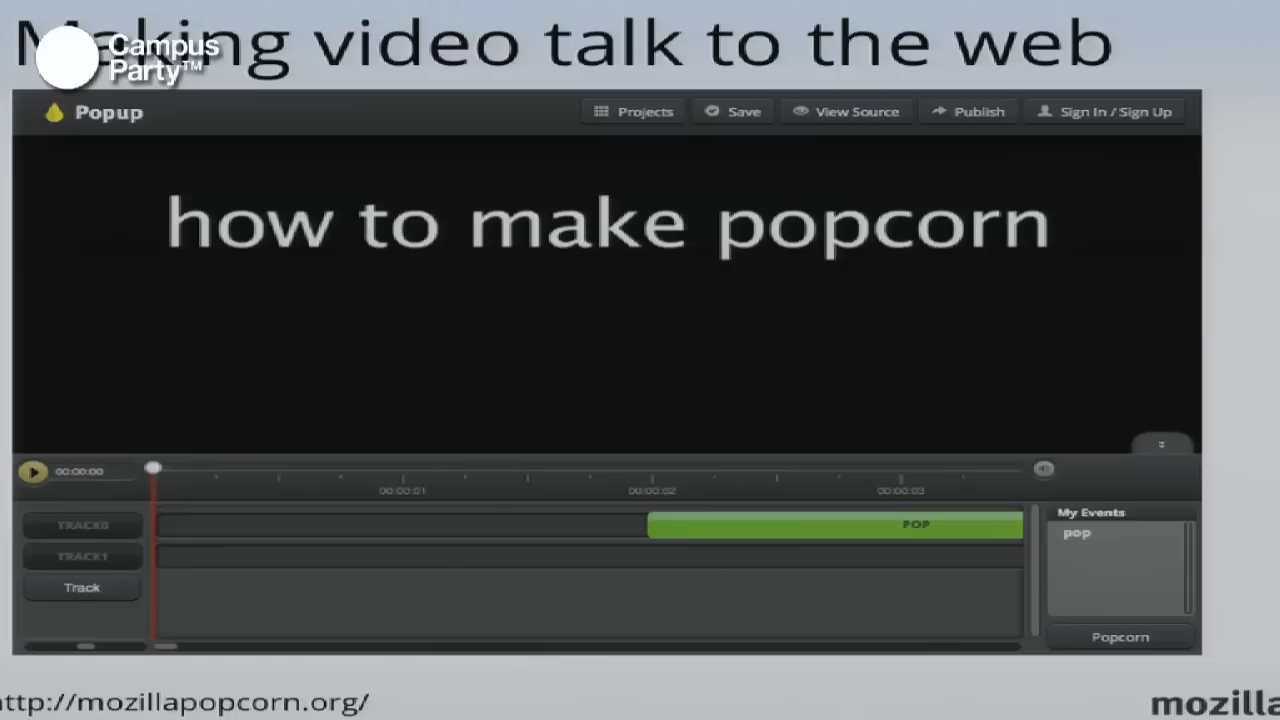 Making video talk to the web
Campus
Party™
Popup
Projects
Save
View Source
Publish
Sign In / Sign Up
how to make popcorn
00:00:00
00:00:01
00:00:02
00:00:03
TRACK0
POP
My Events
TRACK1
pop
Track
Popcorn
http://mozillapopcorn.org/
mozilla